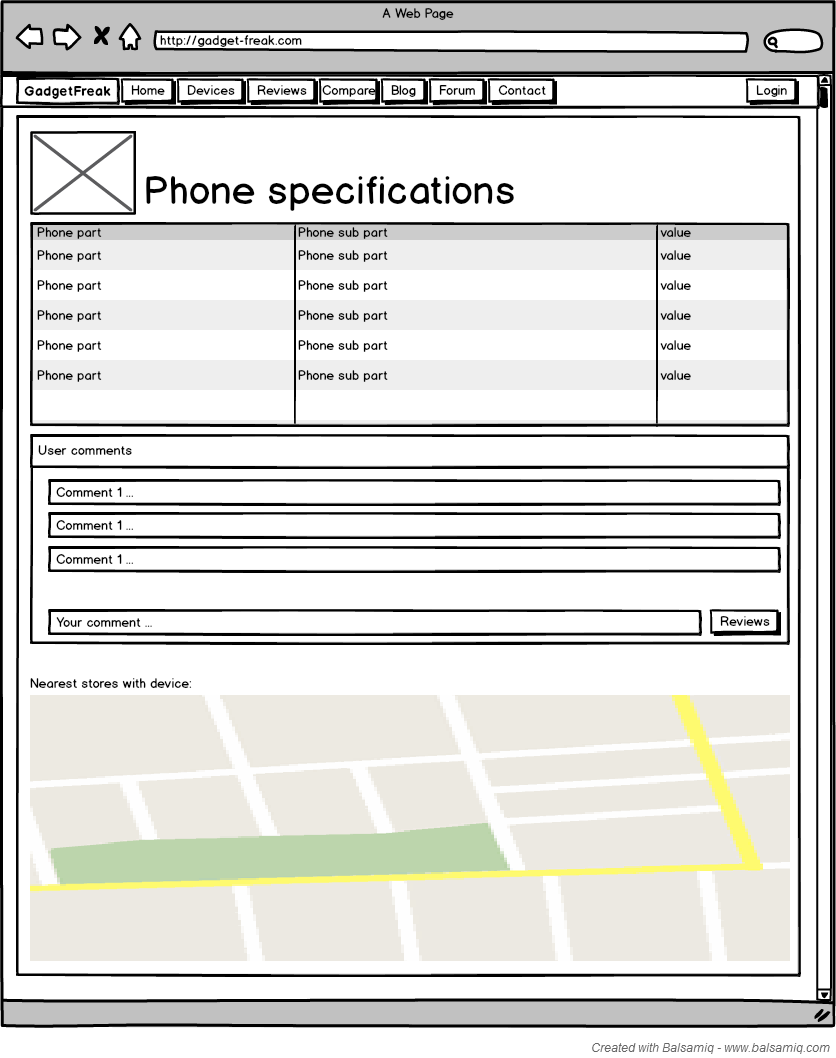 A Web Page
http://gadget-freak.com
GadgetFreak Home Devices Reviews Compare Blog Forum Contact Login
Phone specifications
Phone part Phone sub part value
Phone part Phone sub part value
Phone part Phone sub part value
Phone part Phone sub part value
Phone part Phone sub part value
Phone part Phone sub part value
User comments
Comment 1 ...
Comment 1 ...
Comment 1 ...
Your comment ... Reviews
Nearest stores with device:
Created with Balsamiq - www.balsamiq.com